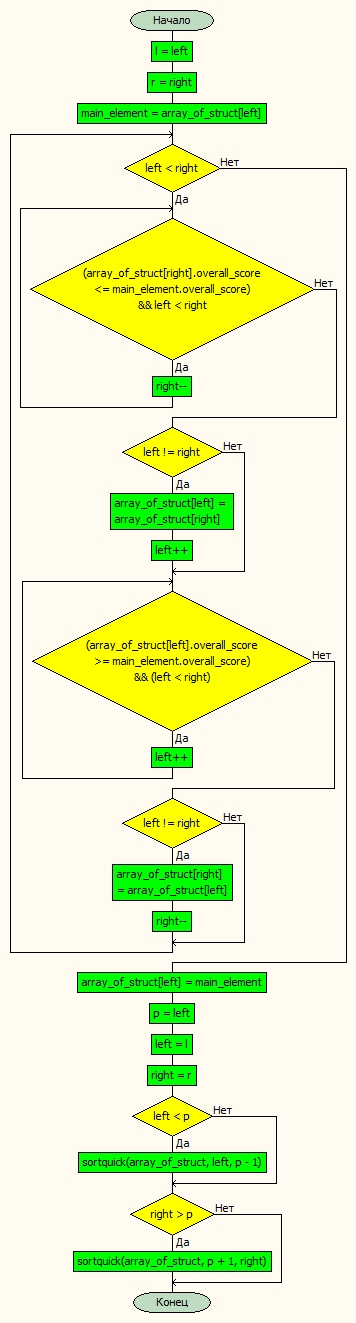 Начало
l = left
r = right
main_element = array_of_struct[left]
left < right
Нет
Да
(array_of_struct[right].overall_score
<= main_element.overall_score)
&& left < right
Нет
Да
right--
left != right
Нет
Да
array_of_struct[left] =
array_of_struct[right]
left++
(array_of_struct[left].overall_score
>= main_element.overall_score)
&& (left < right)
Нет
Да
left++
left != right
Нет
Да
array_of_struct[right]
= array_of_struct[left]
right--
array_of_struct[left] = main_element
p = left
left = l
right = r
left < p
Нет
Да
sortquick(array_of_struct, left, p - 1)
right > p
Нет
Да
sortquick(array_of_struct, p + 1, right)
Конец